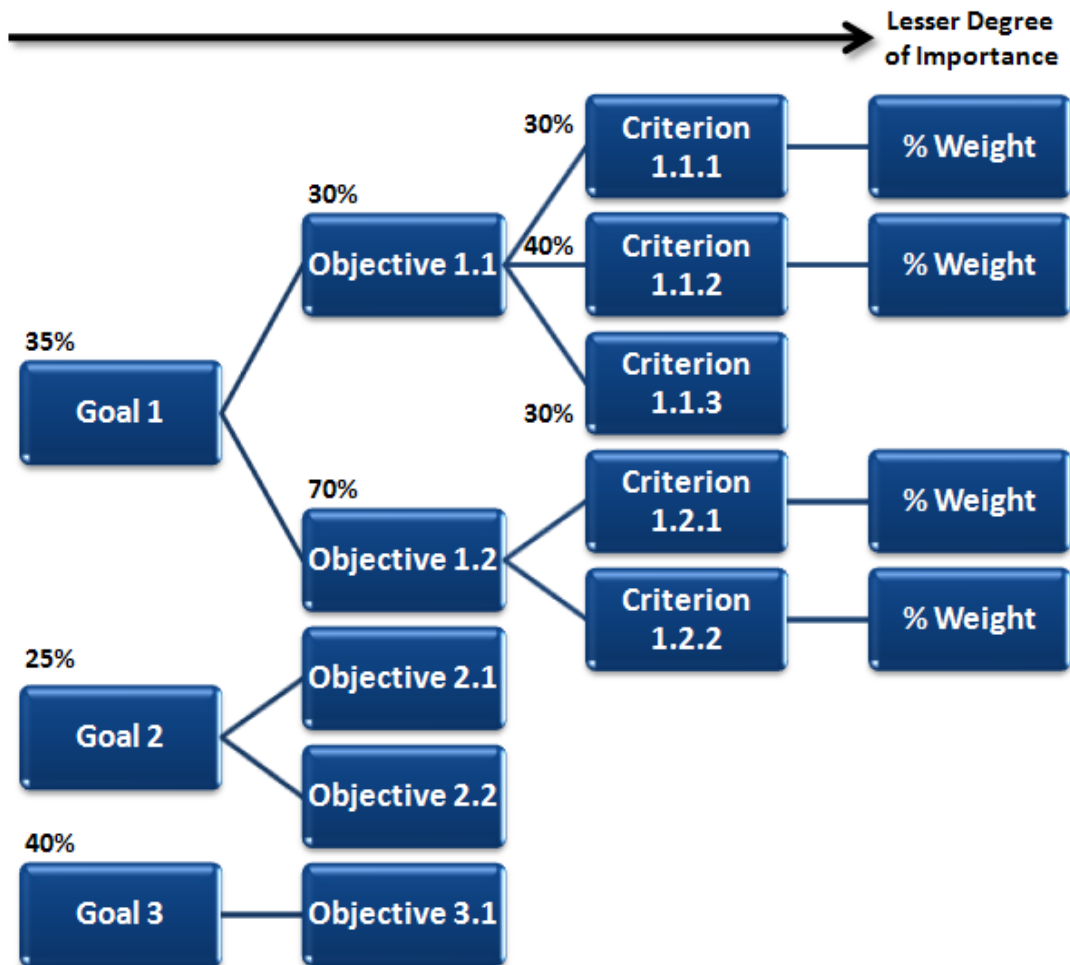 Lesser Degree
of Importance
30%
Criterion
1.1.1
% Weight
30%
Objective 1.1
40%
Criterion
1.1.2
% Weight
35%
Goal 1
Criterion
1.1.3
30%
70%
Objective 1.2
Criterion
1.2.1
% Weight
Criterion
1.2.2
% Weight
25%
Goal 2
Objective 2.1
Objective 2.2
40%
Goal 3
Objective 3.1